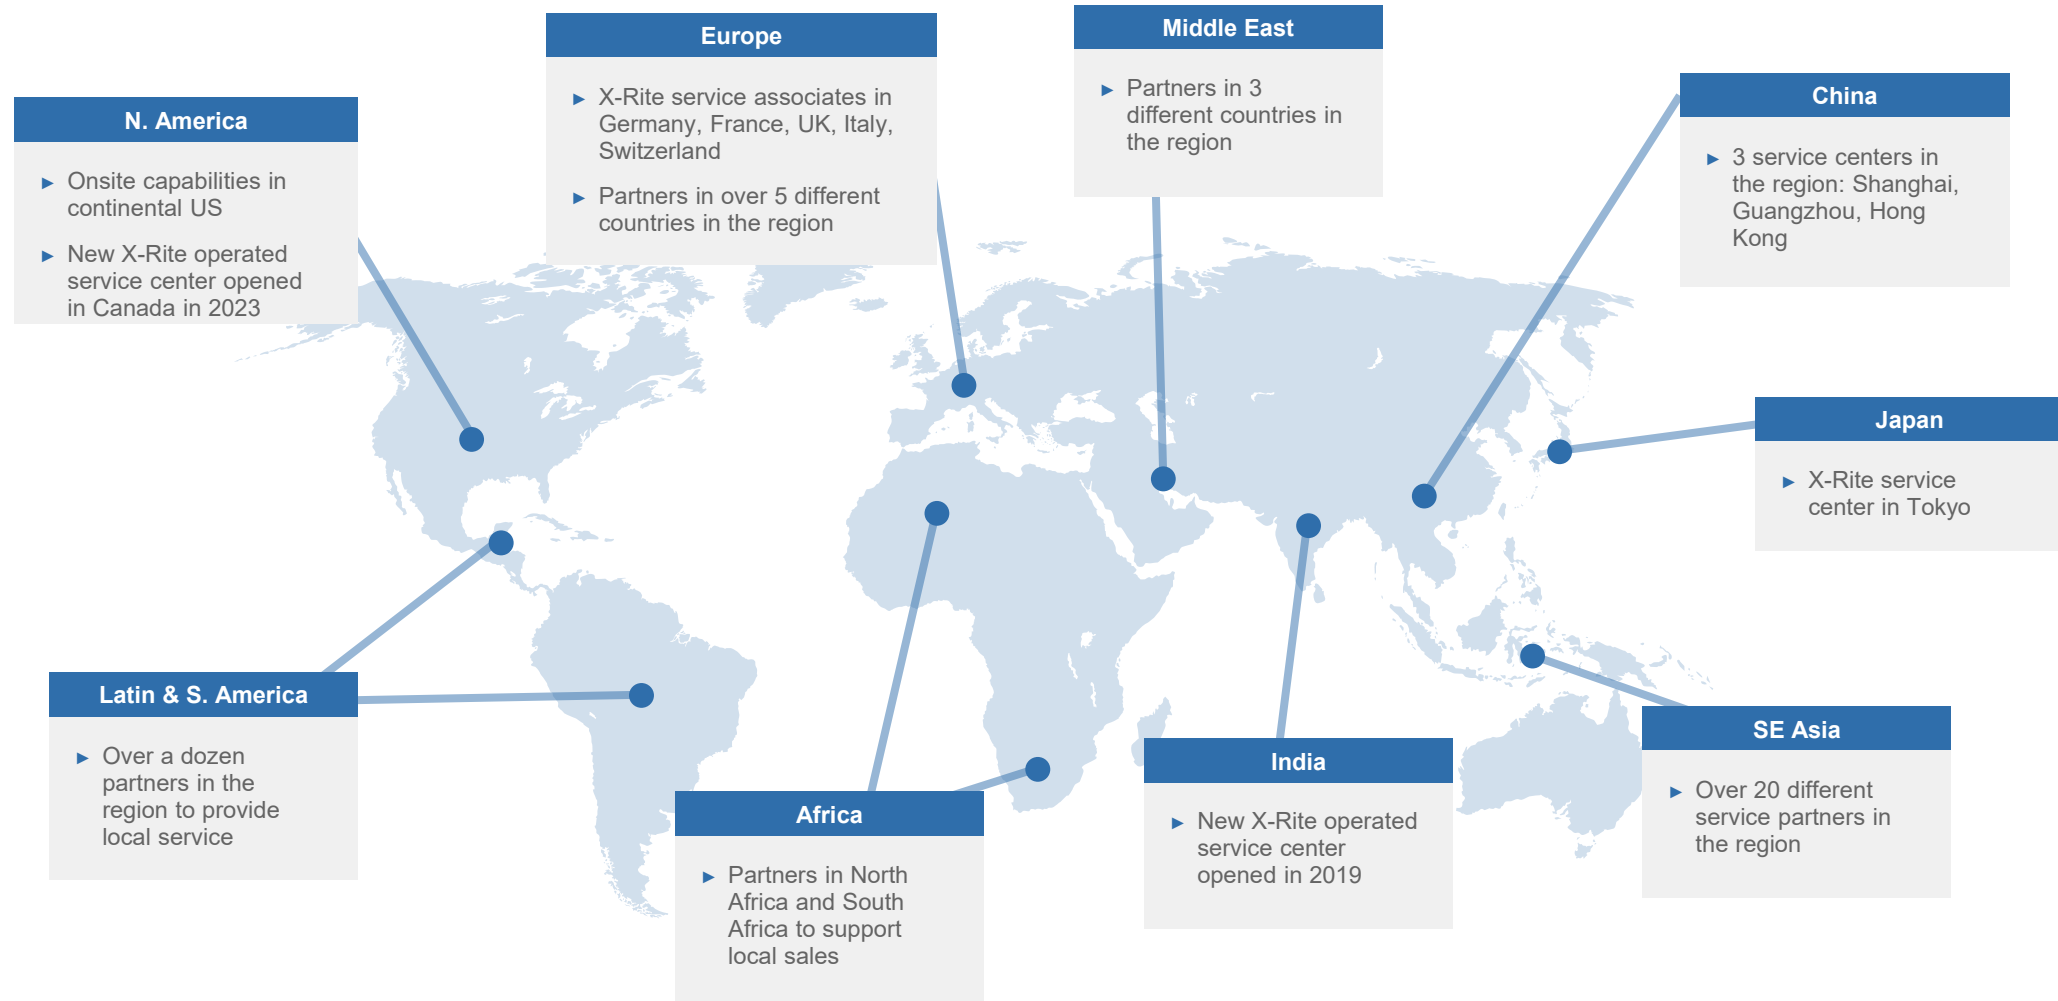 N. America
► Onsite capabilities in
continental US
► New X-Rite operated
service center opened
in Canada in 2023
Europe
► X-Rite service associates in
Germany, France, UK, Italy,
Switzerland
► Partners in over 5 different
countries in the region
Middle East
► Partners in 3
different countries in
the region
China
► 3 service centers in
the region: Shanghai,
Guangzhou, Hong
Kong
Japan
► X-Rite service
center in Tokyo
Latin & S. America
► Over a dozen
partners in the
region to provide
local service
Africa
► Partners in North
Africa and South
Africa to support
local sales
India
► New X-Rite operated
service center
opened in 2019
SE Asia
► Over 20 different
service partners in
the region